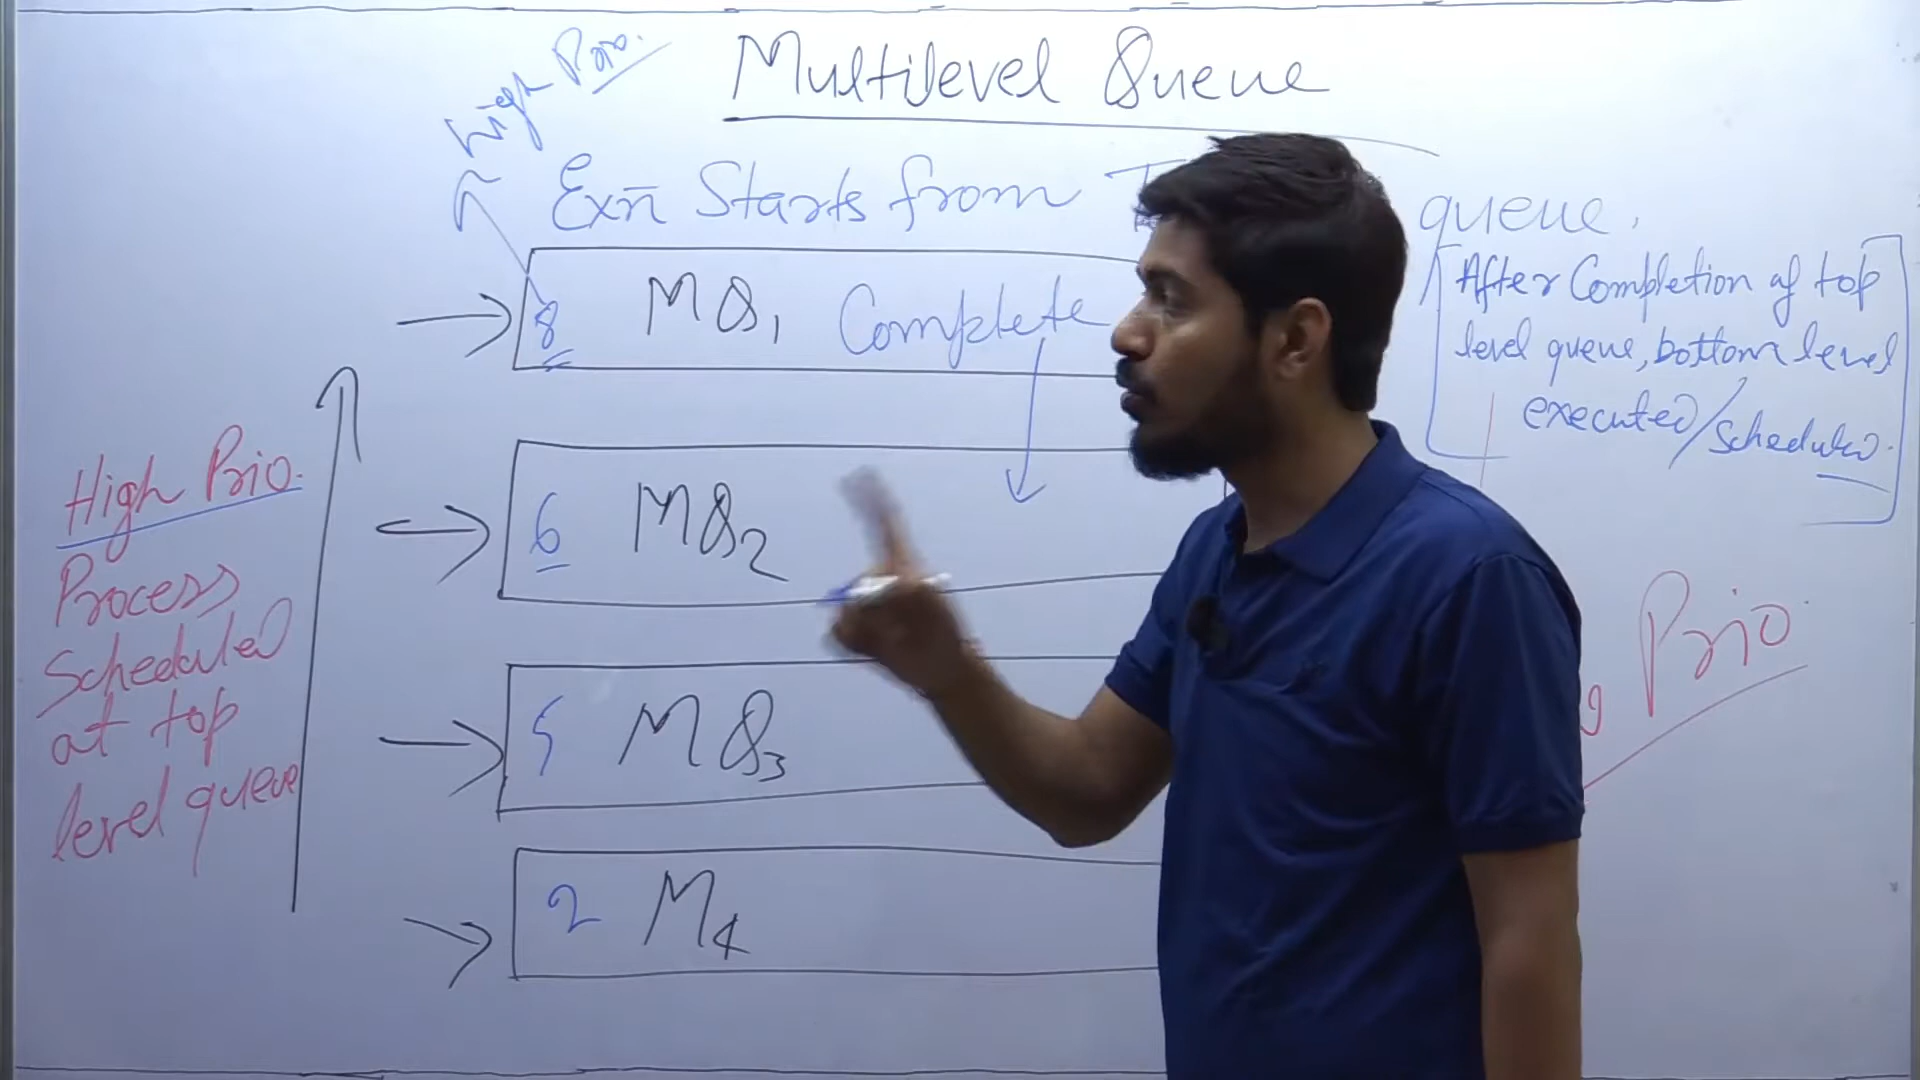 Multilevel Queue
High Prio.
Exn̄ Starts from
queue.
8 MQ1 Complete
After Completion of top
level queue, bottom level
executed/scheduled.
6 MQ2
High Prio.
Process
Scheduled
at top
level queue
5 MQ3
Prio.
2 M4